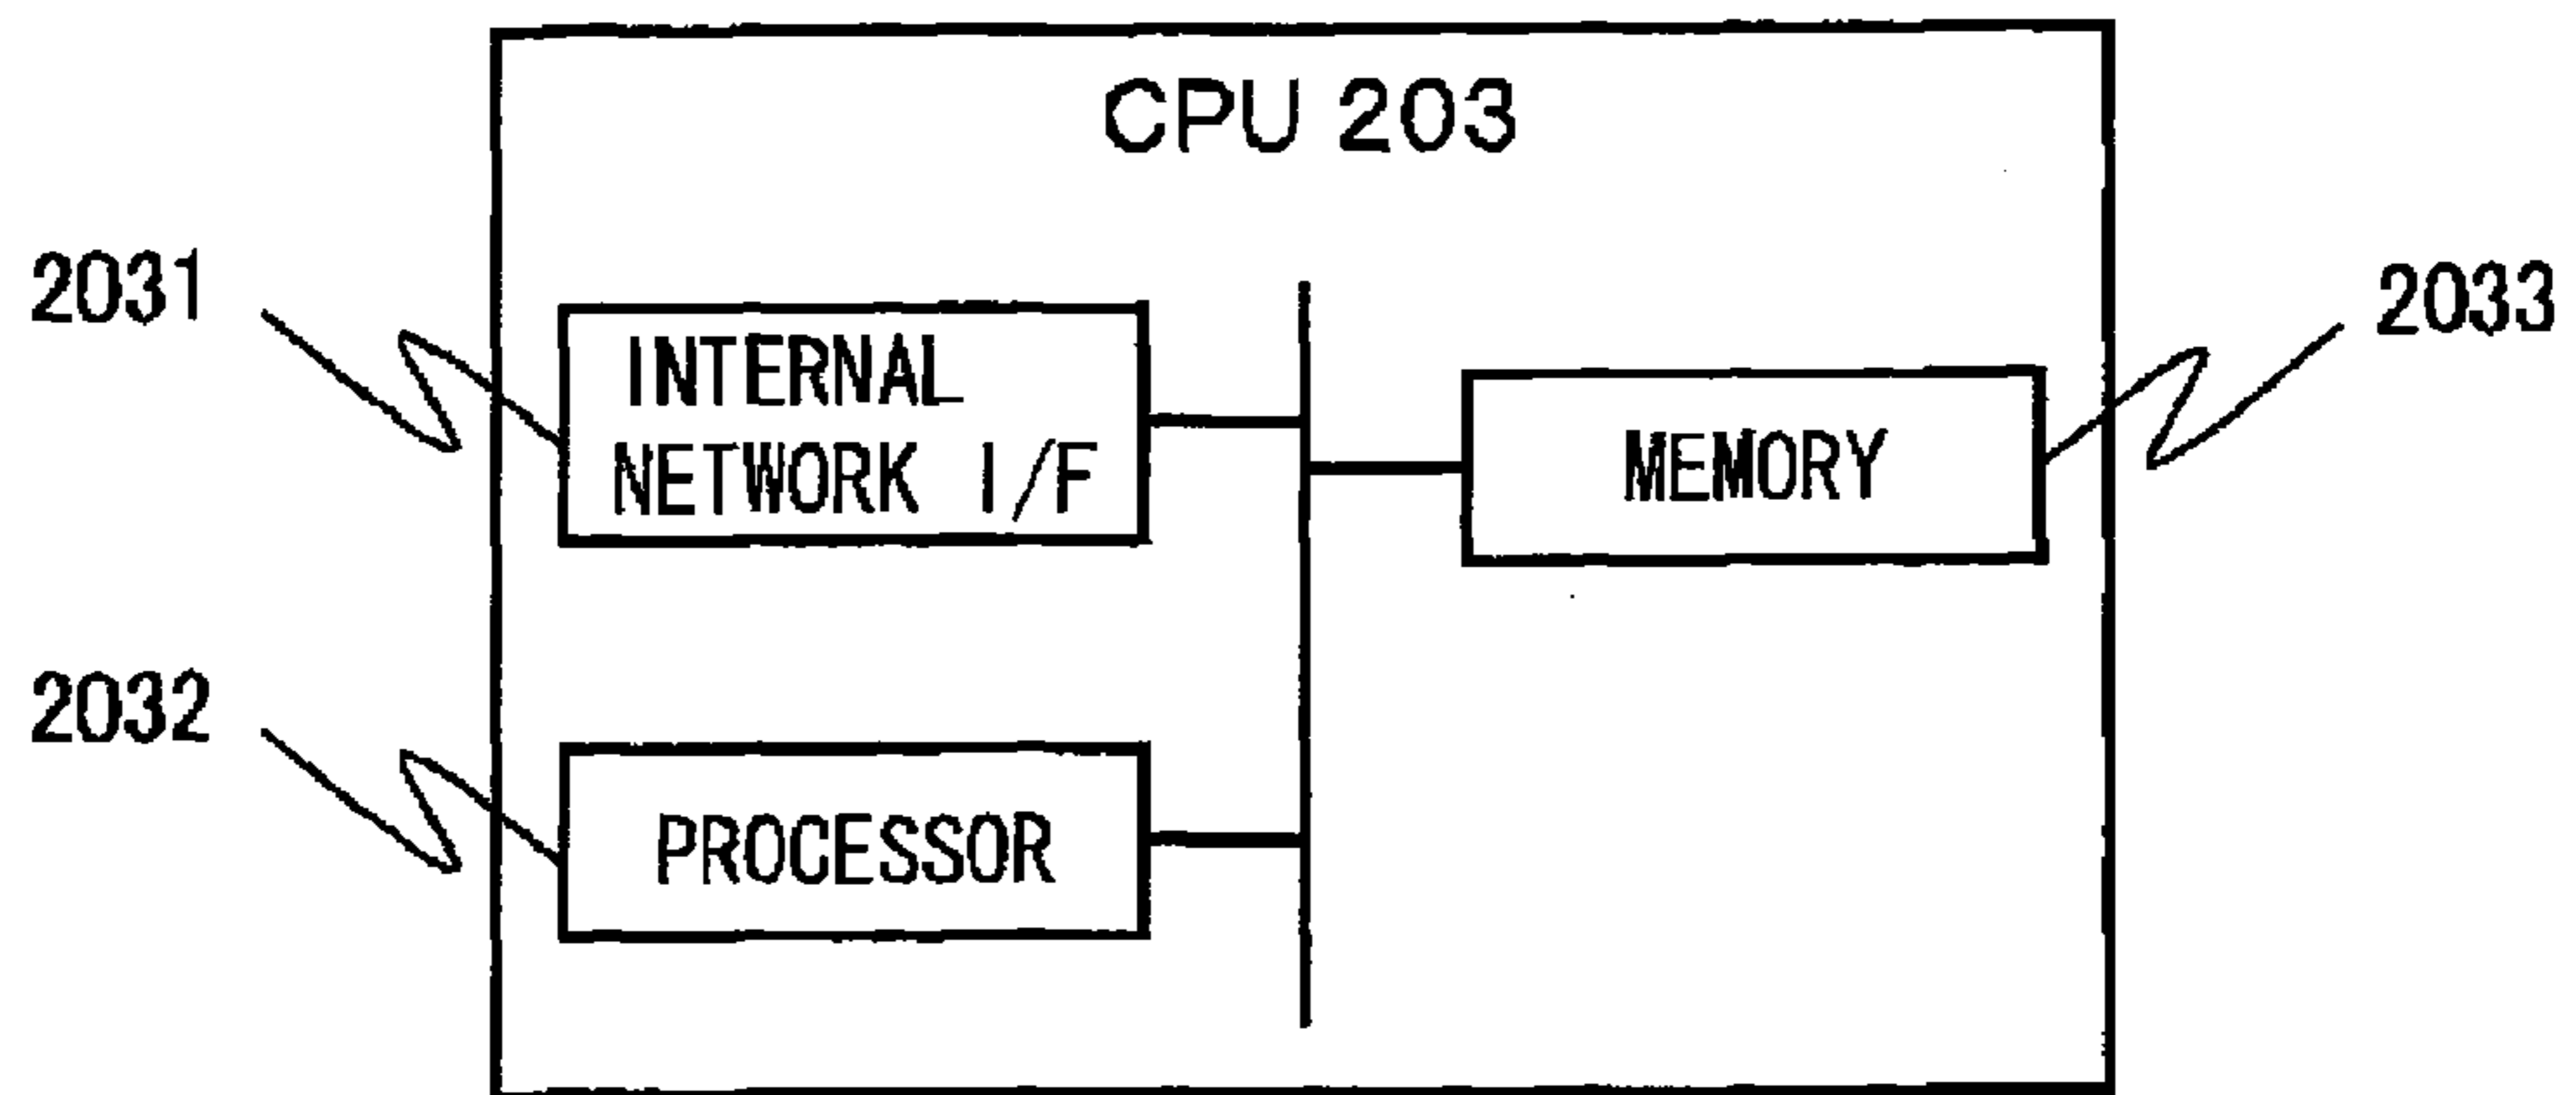 CPU 203
2031
INTERNAL
NETWORK I/F
2033
MEMORY
2032
PROCESSOR